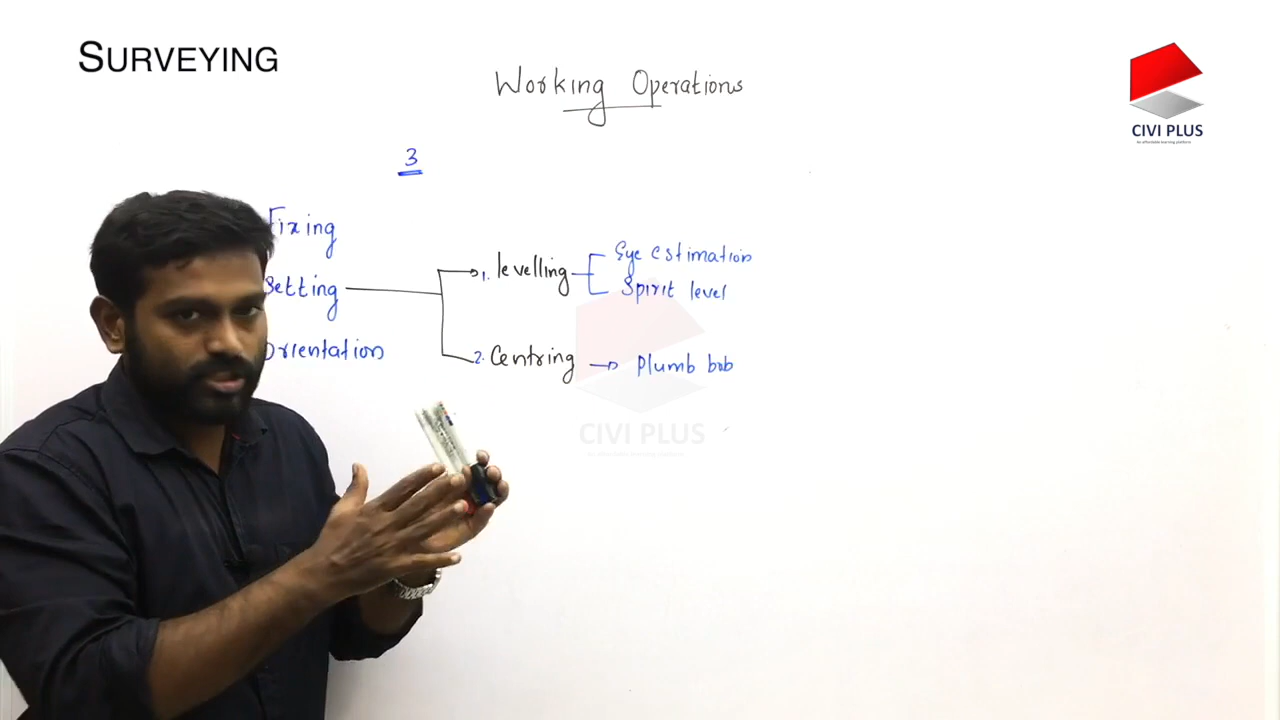 SURVEYING
Working Operations
CIVI PLUS
3
Fixing
Setting
1. levelling
Eye estimation
Spirit level
2. Centring
Plumb bob
Orientation
CIVI PLUS